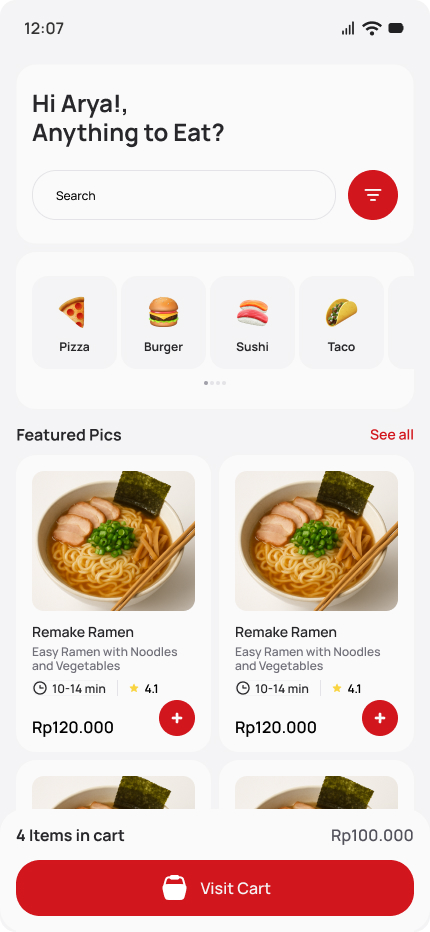 12:07
Hi Arya!,
Anything to Eat?
Search
Pizza
Burger
Sushi
Taco
Featured Pics
See all
Remake Ramen
Easy Ramen with Noodles
and Vegetables
10-14 min
4.1
Rp120.000
Remake Ramen
Easy Ramen with Noodles
and Vegetables
10-14 min
4.1
Rp120.000
4 Items in cart
Rp100.000
Visit Cart